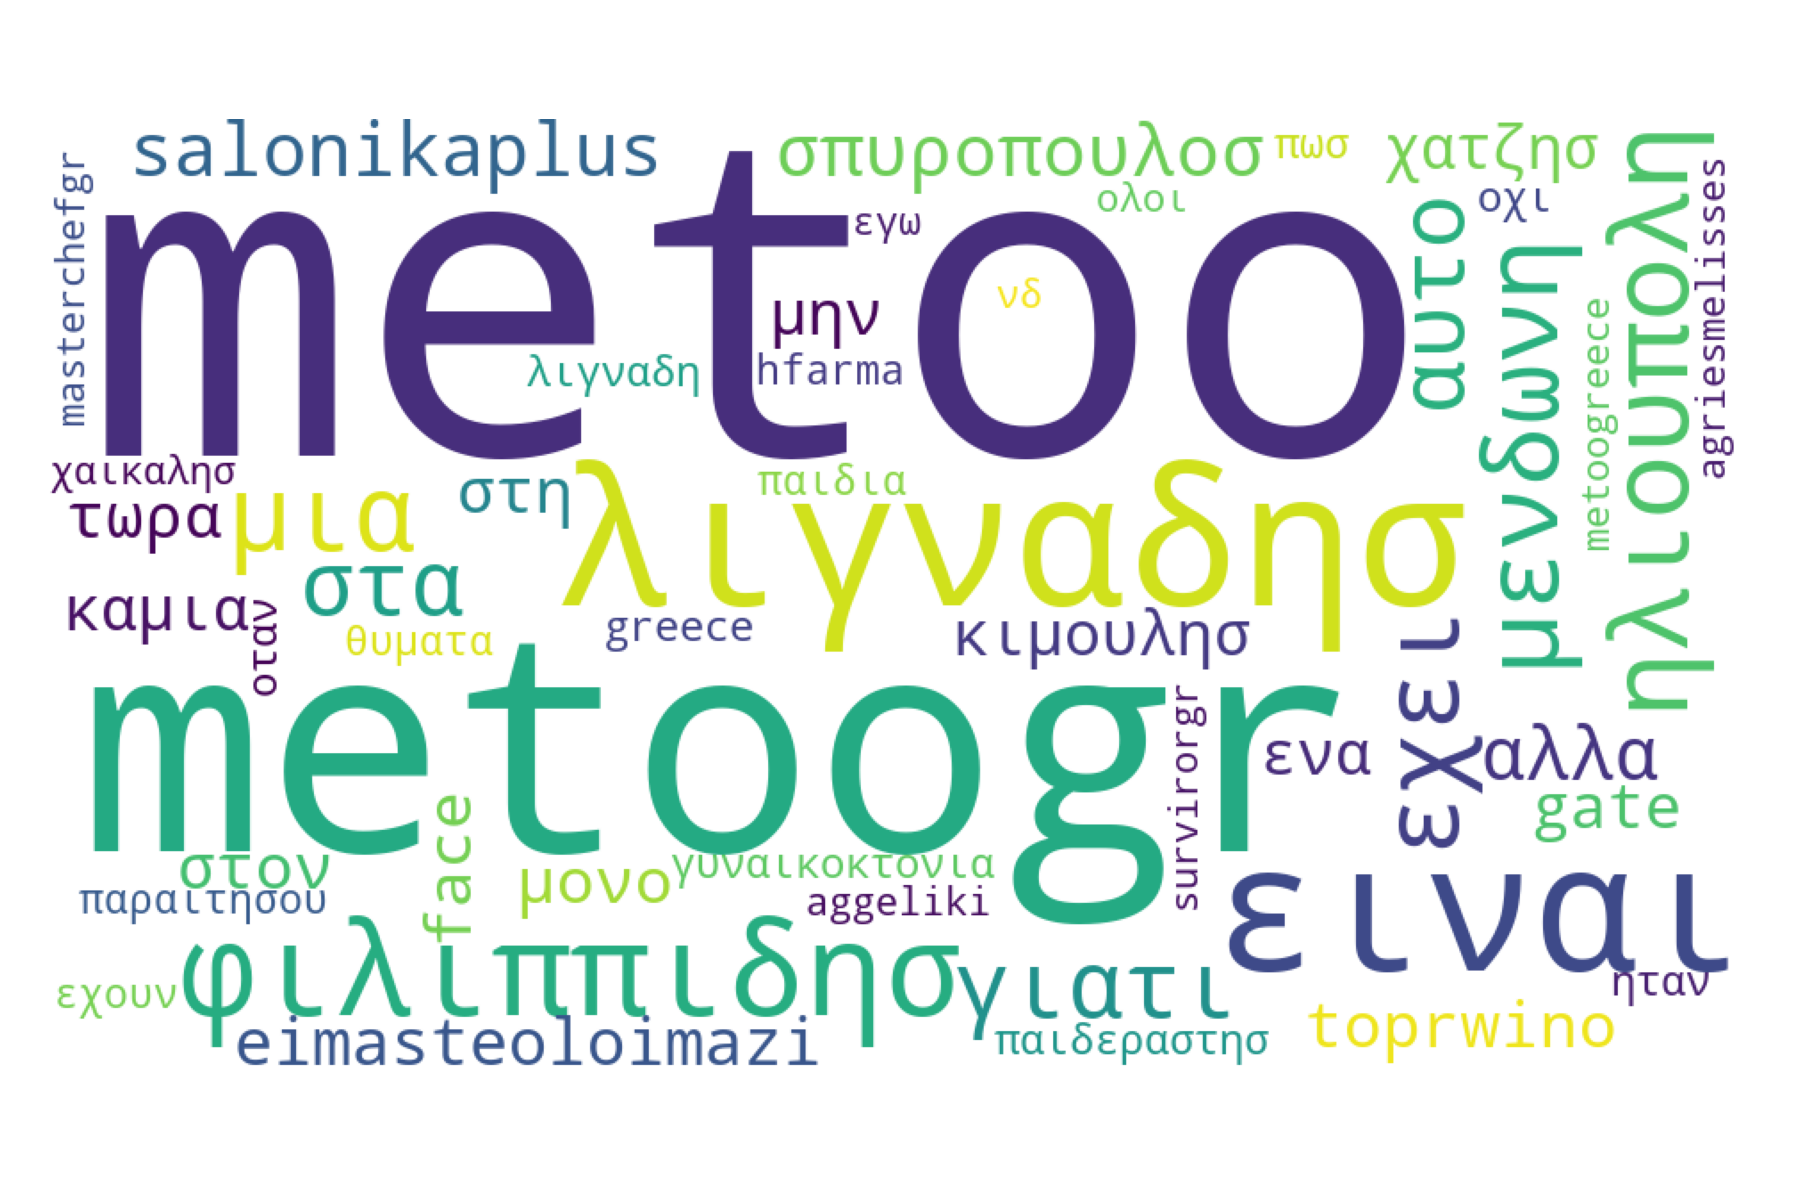 salonikaplus
σπυροπουλοσ
πωσ
χατζησ
masterchefgr
metoo
εγω
ολοι
οχι
αυτο
μενδωνη
ηλιουπολη
agriesmelisses
metoogreece
μην
νδ
λιγναδη
hfarma
χαικαλησ
τωρα
μια
στη
παιδια
λιγναδησ
στα
καμια
οταν
θυματα
greece
κιμουλησ
εχει
metoogr
survirorgr
ενα
αλλα
gate
face
στον
παραιτησου
μονο
γυναικοκτονια
aggeliki
ειναι
φιλιππιδησ
γιατι
ηταν
εχουν
eimasteoloimazi
παιδεραστησ
toprwino